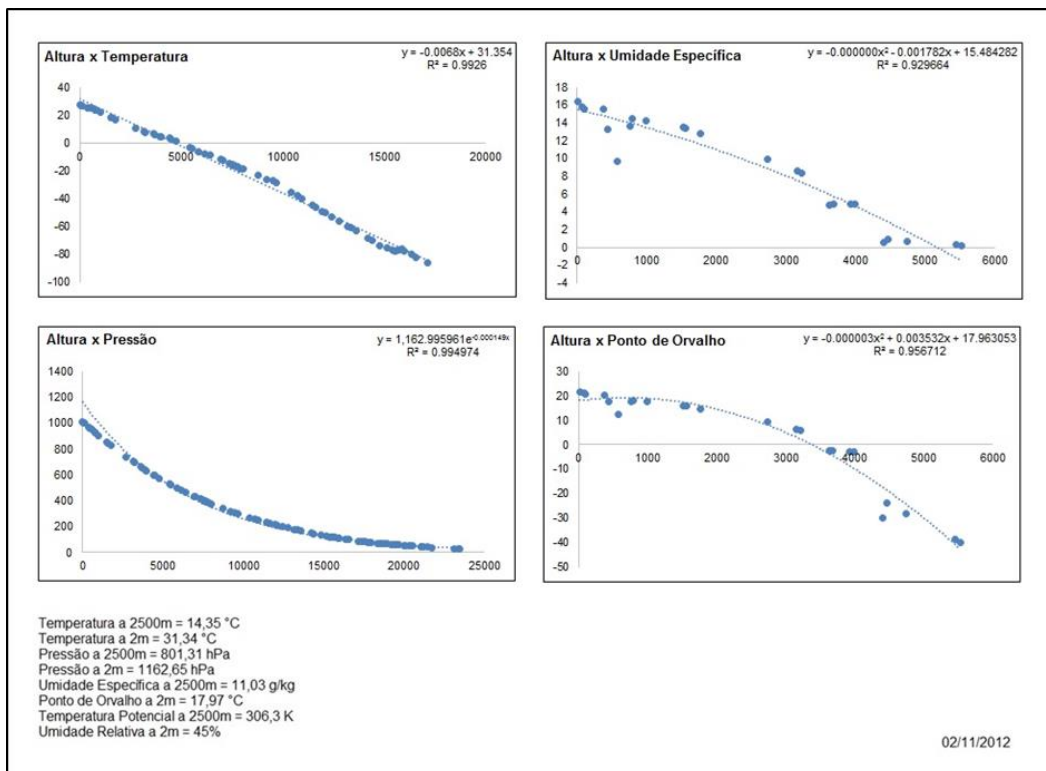 Altura x Temperatura
y = -0.0068x + 31.354
R² = 0.9926
40
20
0
-20
-40
-60
-80
-100
0 5000 10000 15000 20000
Altura x Umidade Específica
y = -0.000000x² - 0.001782x + 15.484282
R² = 0.929664
18
16
14
12
10
8
6
4
2
0
-2
-4
0 1000 2000 3000 4000 5000 6000
Altura x Pressão
y = 1,162.995961e-0.000149x
R² = 0.994974
1400
1200
1000
800
600
400
200
0
0 5000 10000 15000 20000 25000
Altura x Ponto de Orvalho
y = -0.000003x² + 0.003532x + 17.963053
R² = 0.956712
30
20
10
0
-10
-20
-30
-40
-50
0 1000 2000 3000 4000 5000 6000
Temperatura a 2500m = 14,35 °C
Temperatura a 2m = 31,34 °C
Pressão a 2500m = 801,31 hPa
Pressão a 2m = 1162,65 hPa
Umidade Específica a 2500m = 11,03 g/kg
Ponto de Orvalho a 2m = 17,97 °C
Temperatura Potencial a 2500m = 306,3 K
Umidade Relativa a 2m = 45%
02/11/2012